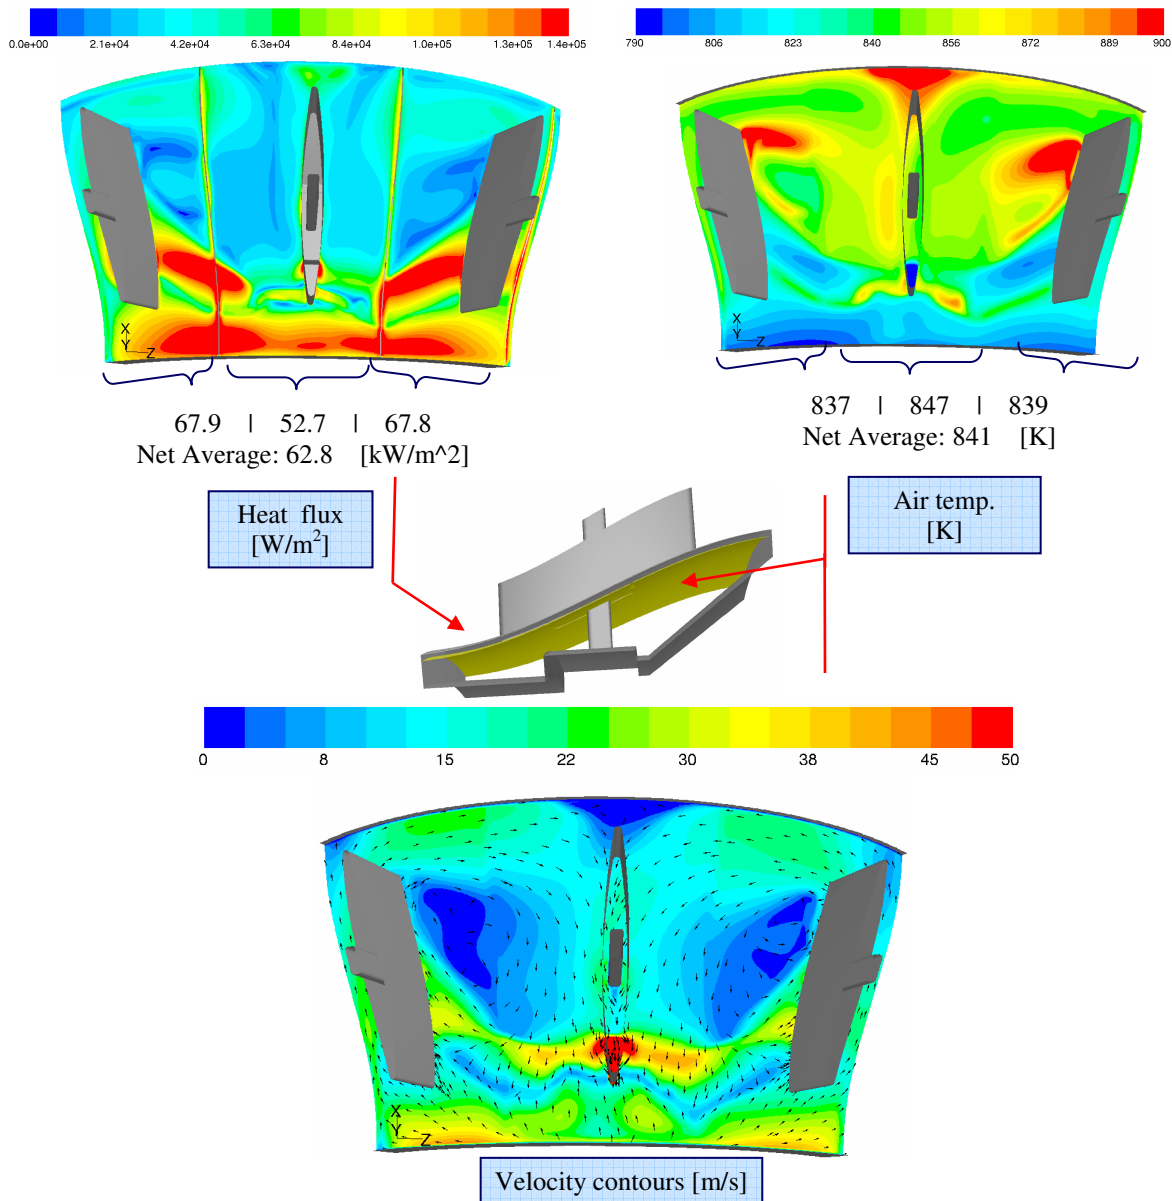 0.0e+00 2.1e+04 4.2e+04 6.3e+04 8.4e+04 1.0e+05 1.3e+05 1.4e+05
790 806 823 840 856 872 889 900
X
Y Z
X
Y Z
67.9 | 52.7 | 67.8
Net Average: 62.8 [kW/m^2]
837 | 847 | 839
Net Average: 841 [K]
Heat flux
[W/m²]
Air temp.
[K]
0 8 15 22 30 38 45 50
X
Y Z
Velocity contours [m/s]